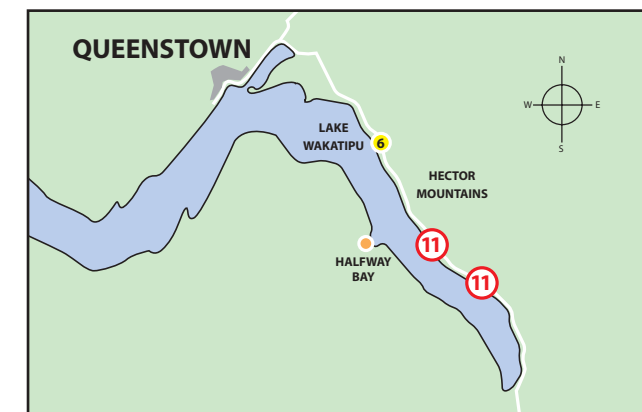 QUEENSTOWN
N
W
E
S
LAKE
WAKATIPU
6
HECTOR
MOUNTAINS
11
HALFWAY
BAY
11